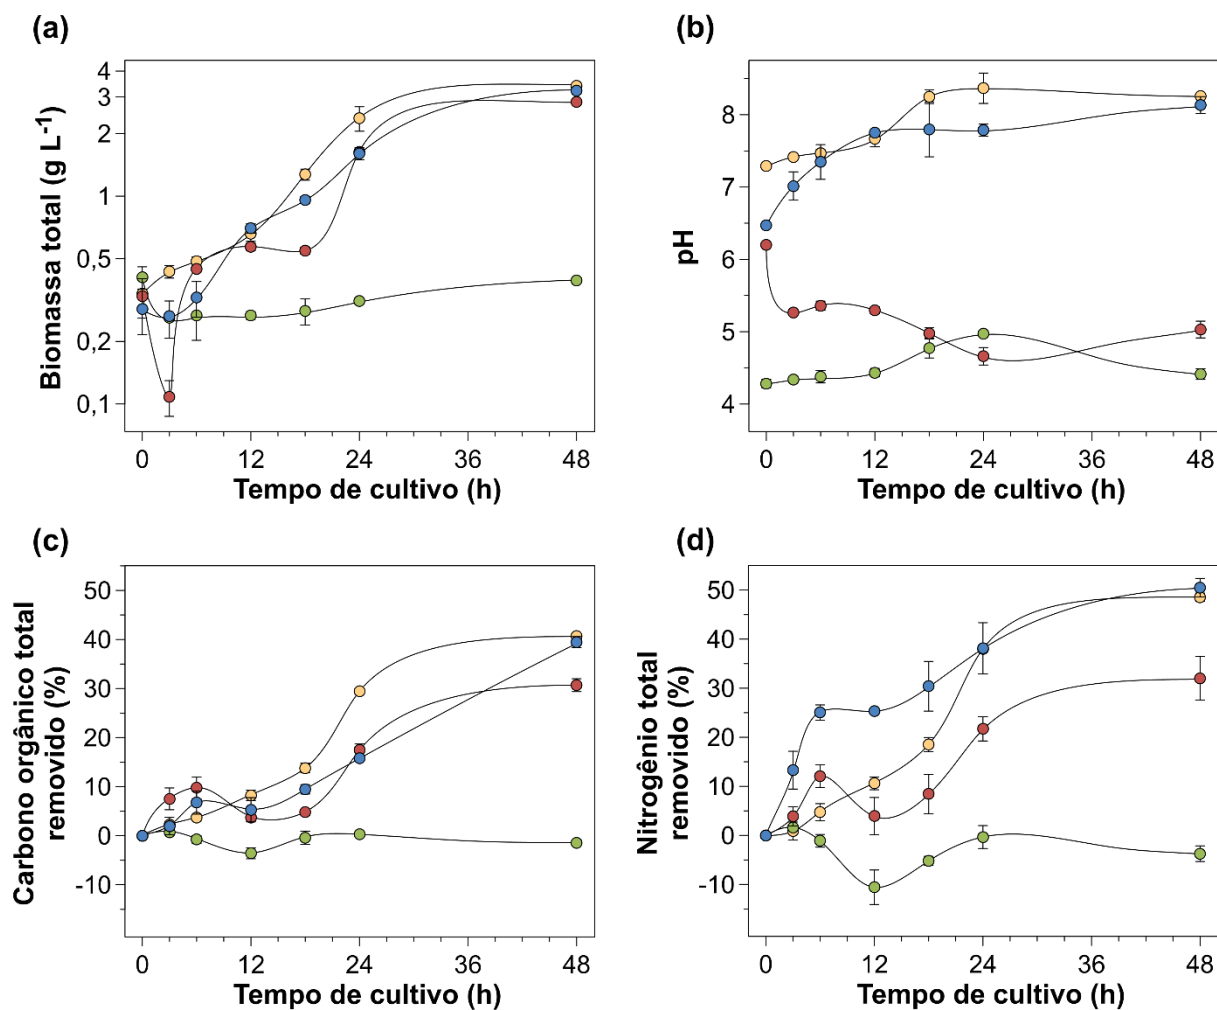 (a)
Biomassa total (g L-1)
4
3
2
1
0,5
0,2
0,1
0 12 24 36 48
Tempo de cultivo (h)
(b)
pH
8
7
6
5
4
0 12 24 36 48
Tempo de cultivo (h)
(c)
Carbono orgânico total
removido (%)
50
40
30
20
10
0
-10
0 12 24 36 48
Tempo de cultivo (h)
(d)
Nitrogênio total
removido (%)
50
40
30
20
10
0
-10
0 12 24 36 48
Tempo de cultivo (h)